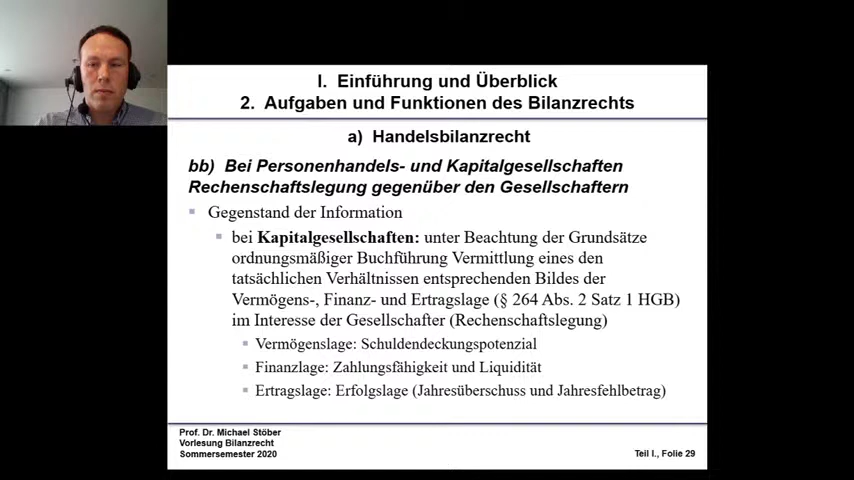 I. Einführung und Überblick
2. Aufgaben und Funktionen des Bilanzrechts
a) Handelsbilanzrecht
bb) Bei Personenhandels- und Kapitalgesellschaften
Rechenschaftslegung gegenüber den Gesellschaftern
Gegenstand der Information
bei Kapitalgesellschaften: unter Beachtung der Grundsätze
ordnungsmäßiger Buchführung Vermittlung eines den
tatsächlichen Verhältnissen entsprechenden Bildes der
Vermögens-, Finanz- und Ertragslage (§ 264 Abs. 2 Satz 1 HGB)
im Interesse der Gesellschafter (Rechenschaftslegung)
Vermögenslage: Schuldendeckungspotenzial
Finanzlage: Zahlungsfähigkeit und Liquidität
Ertragslage: Erfolgslage (Jahresüberschuss und Jahresfehlbetrag)
Prof. Dr. Michael Stöber
Vorlesung Bilanzrecht
Sommersemester 2020
Teil I., Folie 29